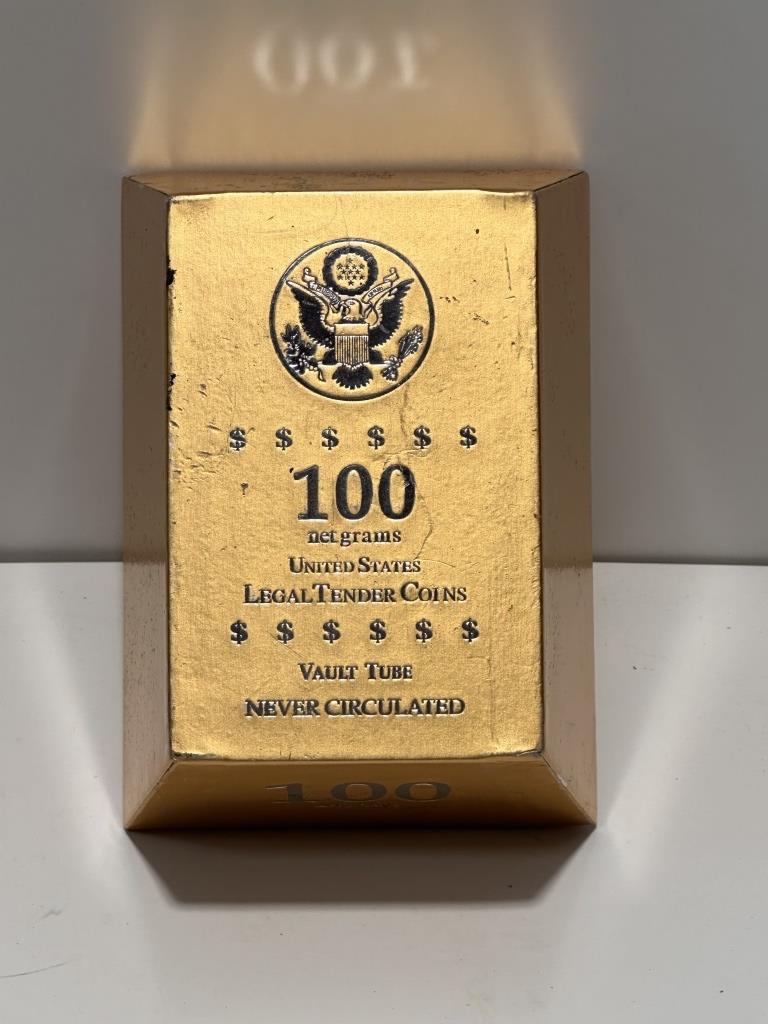 $ $ $ $ $ $
100
net grams
UNITED STATES
LEGAL TENDER COINS
$ $ $ $ $ $
VAULT TUBE
NEVER CIRCULATED
100